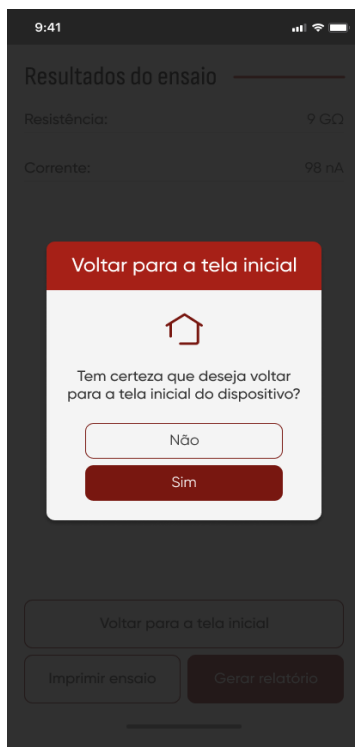 9:41
Resultados do ensaio
Resistência: 9 GΩ
Corrente: 98 nA
Voltar para a tela inicial
Tem certeza que deseja voltar
para a tela inicial do dispositivo?
Não
Sim
Voltar para a tela inicial
Imprimir ensaio Gerar relatório